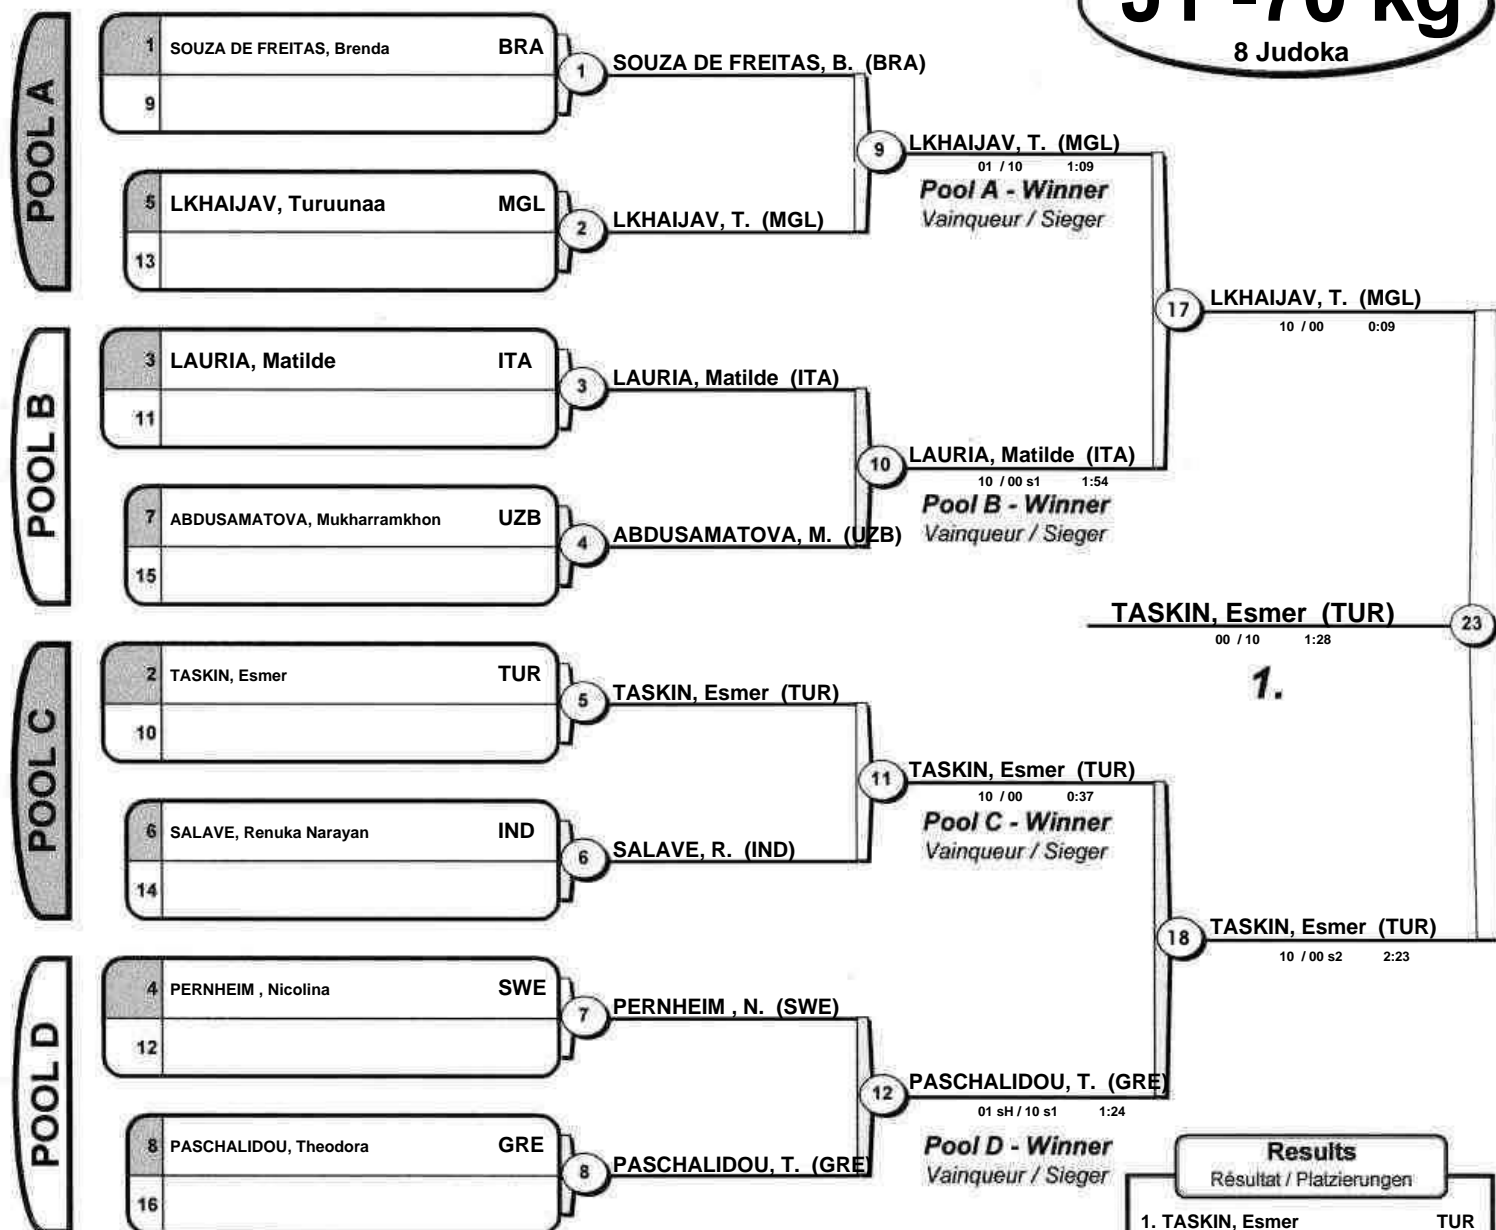 J1 -70 kg
8 Judoka
POOL A
1 SOUZA DE FREITAS, Brenda BRA
9
1
SOUZA DE FREITAS, B. (BRA)
5 LKHAIJAV, Turuunaa MGL
13
2
LKHAIJAV, T. (MGL)
9
LKHAIJAV, T. (MGL)
01 / 10 1:09
Pool A - Winner
Vainqueur / Sieger
POOL B
3 LAURIA, Matilde ITA
11
3
LAURIA, Matilde (ITA)
7 ABDUSAMATOVA, Mukharramkhon UZB
15
4
ABDUSAMATOVA, M. (UZB)
10
LAURIA, Matilde (ITA)
10 / 00 s1 1:54
Pool B - Winner
Vainqueur / Sieger
17
LKHAIJAV, T. (MGL)
10 / 00 0:09
TASKIN, Esmer (TUR)
00 / 10 1:28
1.
23
POOL C
2 TASKIN, Esmer TUR
10
5
TASKIN, Esmer (TUR)
6 SALAVE, Renuka Narayan IND
14
6
SALAVE, R. (IND)
11
TASKIN, Esmer (TUR)
10 / 00 0:37
Pool C - Winner
Vainqueur / Sieger
18
TASKIN, Esmer (TUR)
10 / 00 s2 2:23
POOL D
4 PERNHEIM , Nicolina SWE
12
7
PERNHEIM , N. (SWE)
8 PASCHALIDOU, Theodora GRE
16
8
PASCHALIDOU, T. (GRE
12
PASCHALIDOU, T. (GRE)
01 sH / 10 s1 1:24
Pool D - Winner
Vainqueur / Sieger
Results
Résultat / Platzierungen
1. TASKIN, Esmer TUR